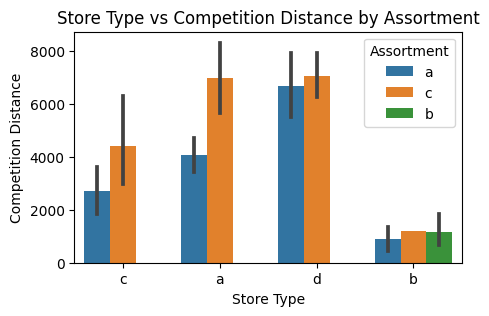 Store Type vs Competition Distance by Assortment
Competition Distance
8000
6000
4000
2000
0
Assortment
a
c
b
c a d b
Store Type